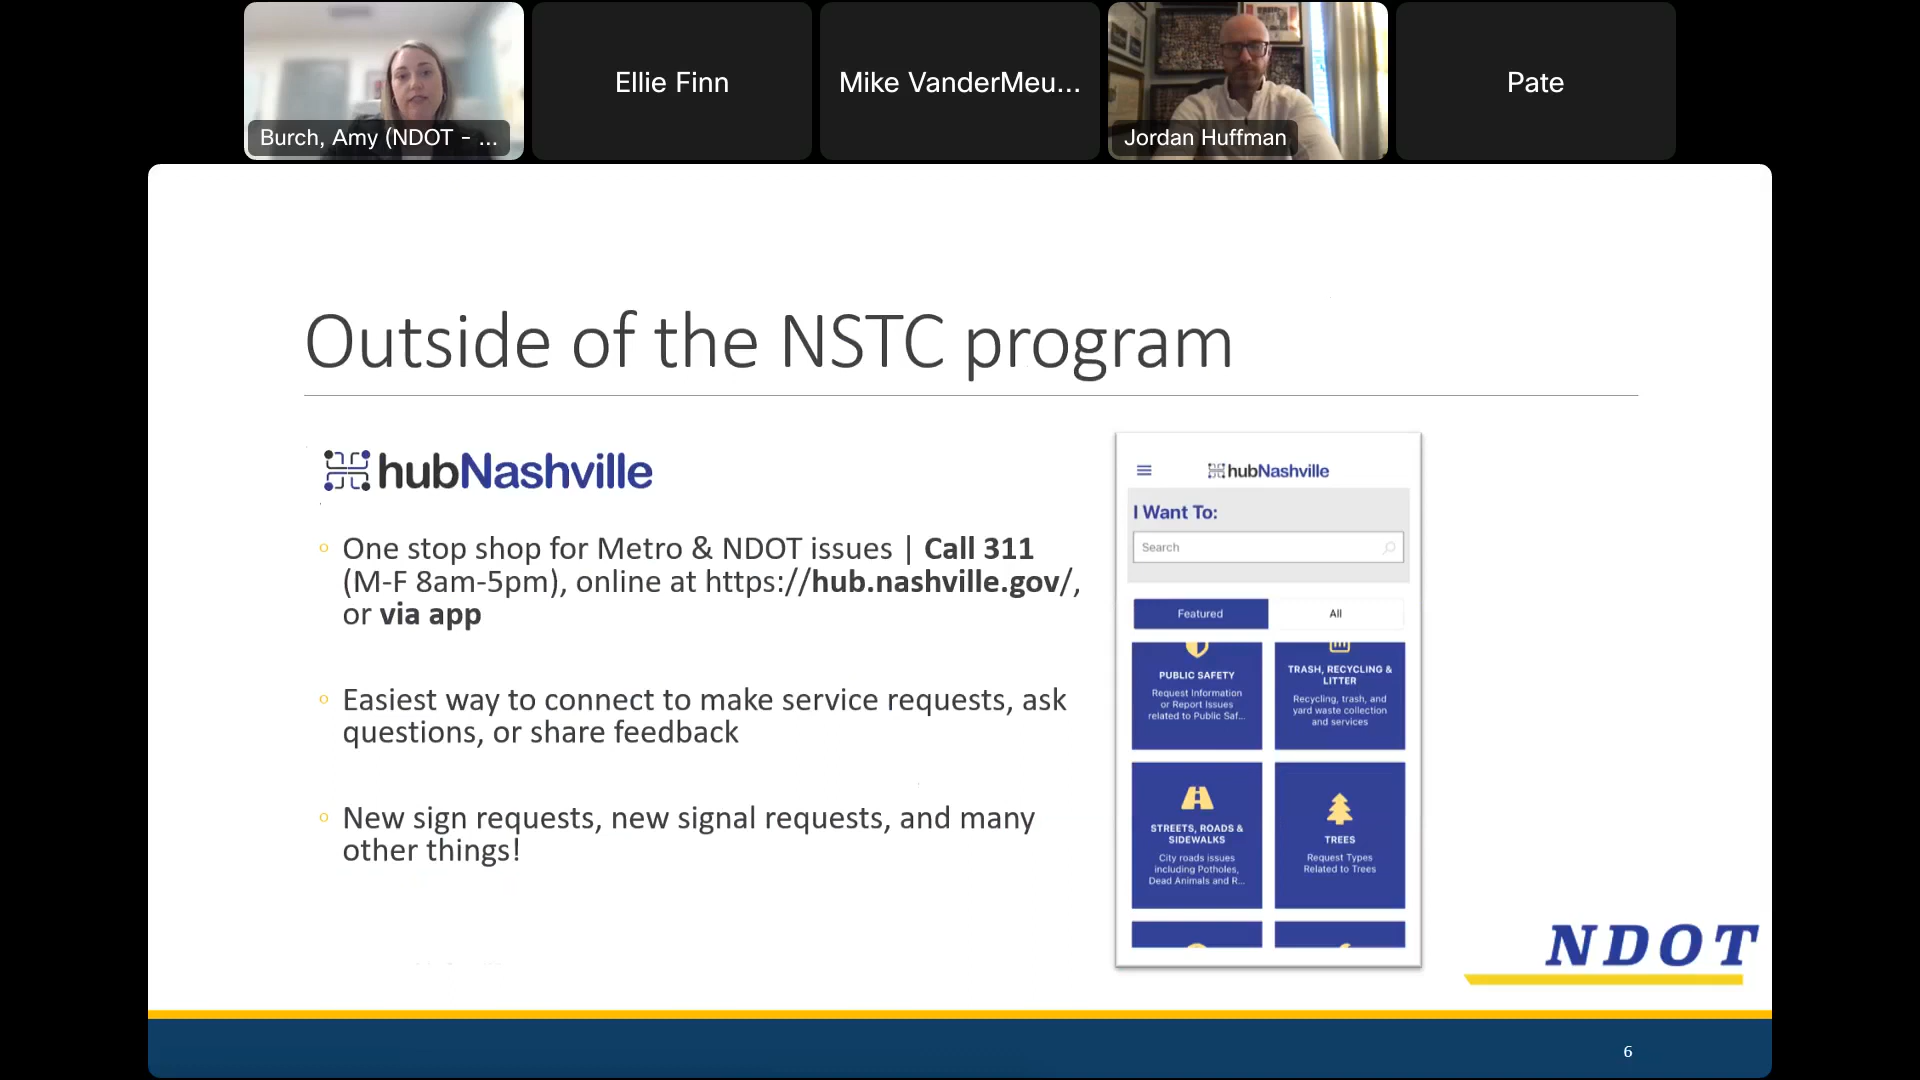 Burch, Amy (NDOT - ...
Ellie Finn
Mike VanderMeu...
Jordan Huffman
Pate
Outside of the NSTC program
hubNashville
One stop shop for Metro & NDOT issues | Call 311
(M-F 8am-5pm), online at https://hub.nashville.gov/,
or via app
Easiest way to connect to make service requests, ask
questions, or share feedback
New sign requests, new signal requests, and many
other things!
hubNashville
I Want To:
Search
Featured
All
PUBLIC SAFETY
Request Information
or Report Issues
related to Public Saf...
TRASH, RECYCLING &
LITTER
Recycling, trash, and
yard waste collection
and services
STREETS, ROADS &
SIDEWALKS
City roads issues
including Potholes,
Dead Animals and R...
TREES
Request Types
Related to Trees
NDOT
6